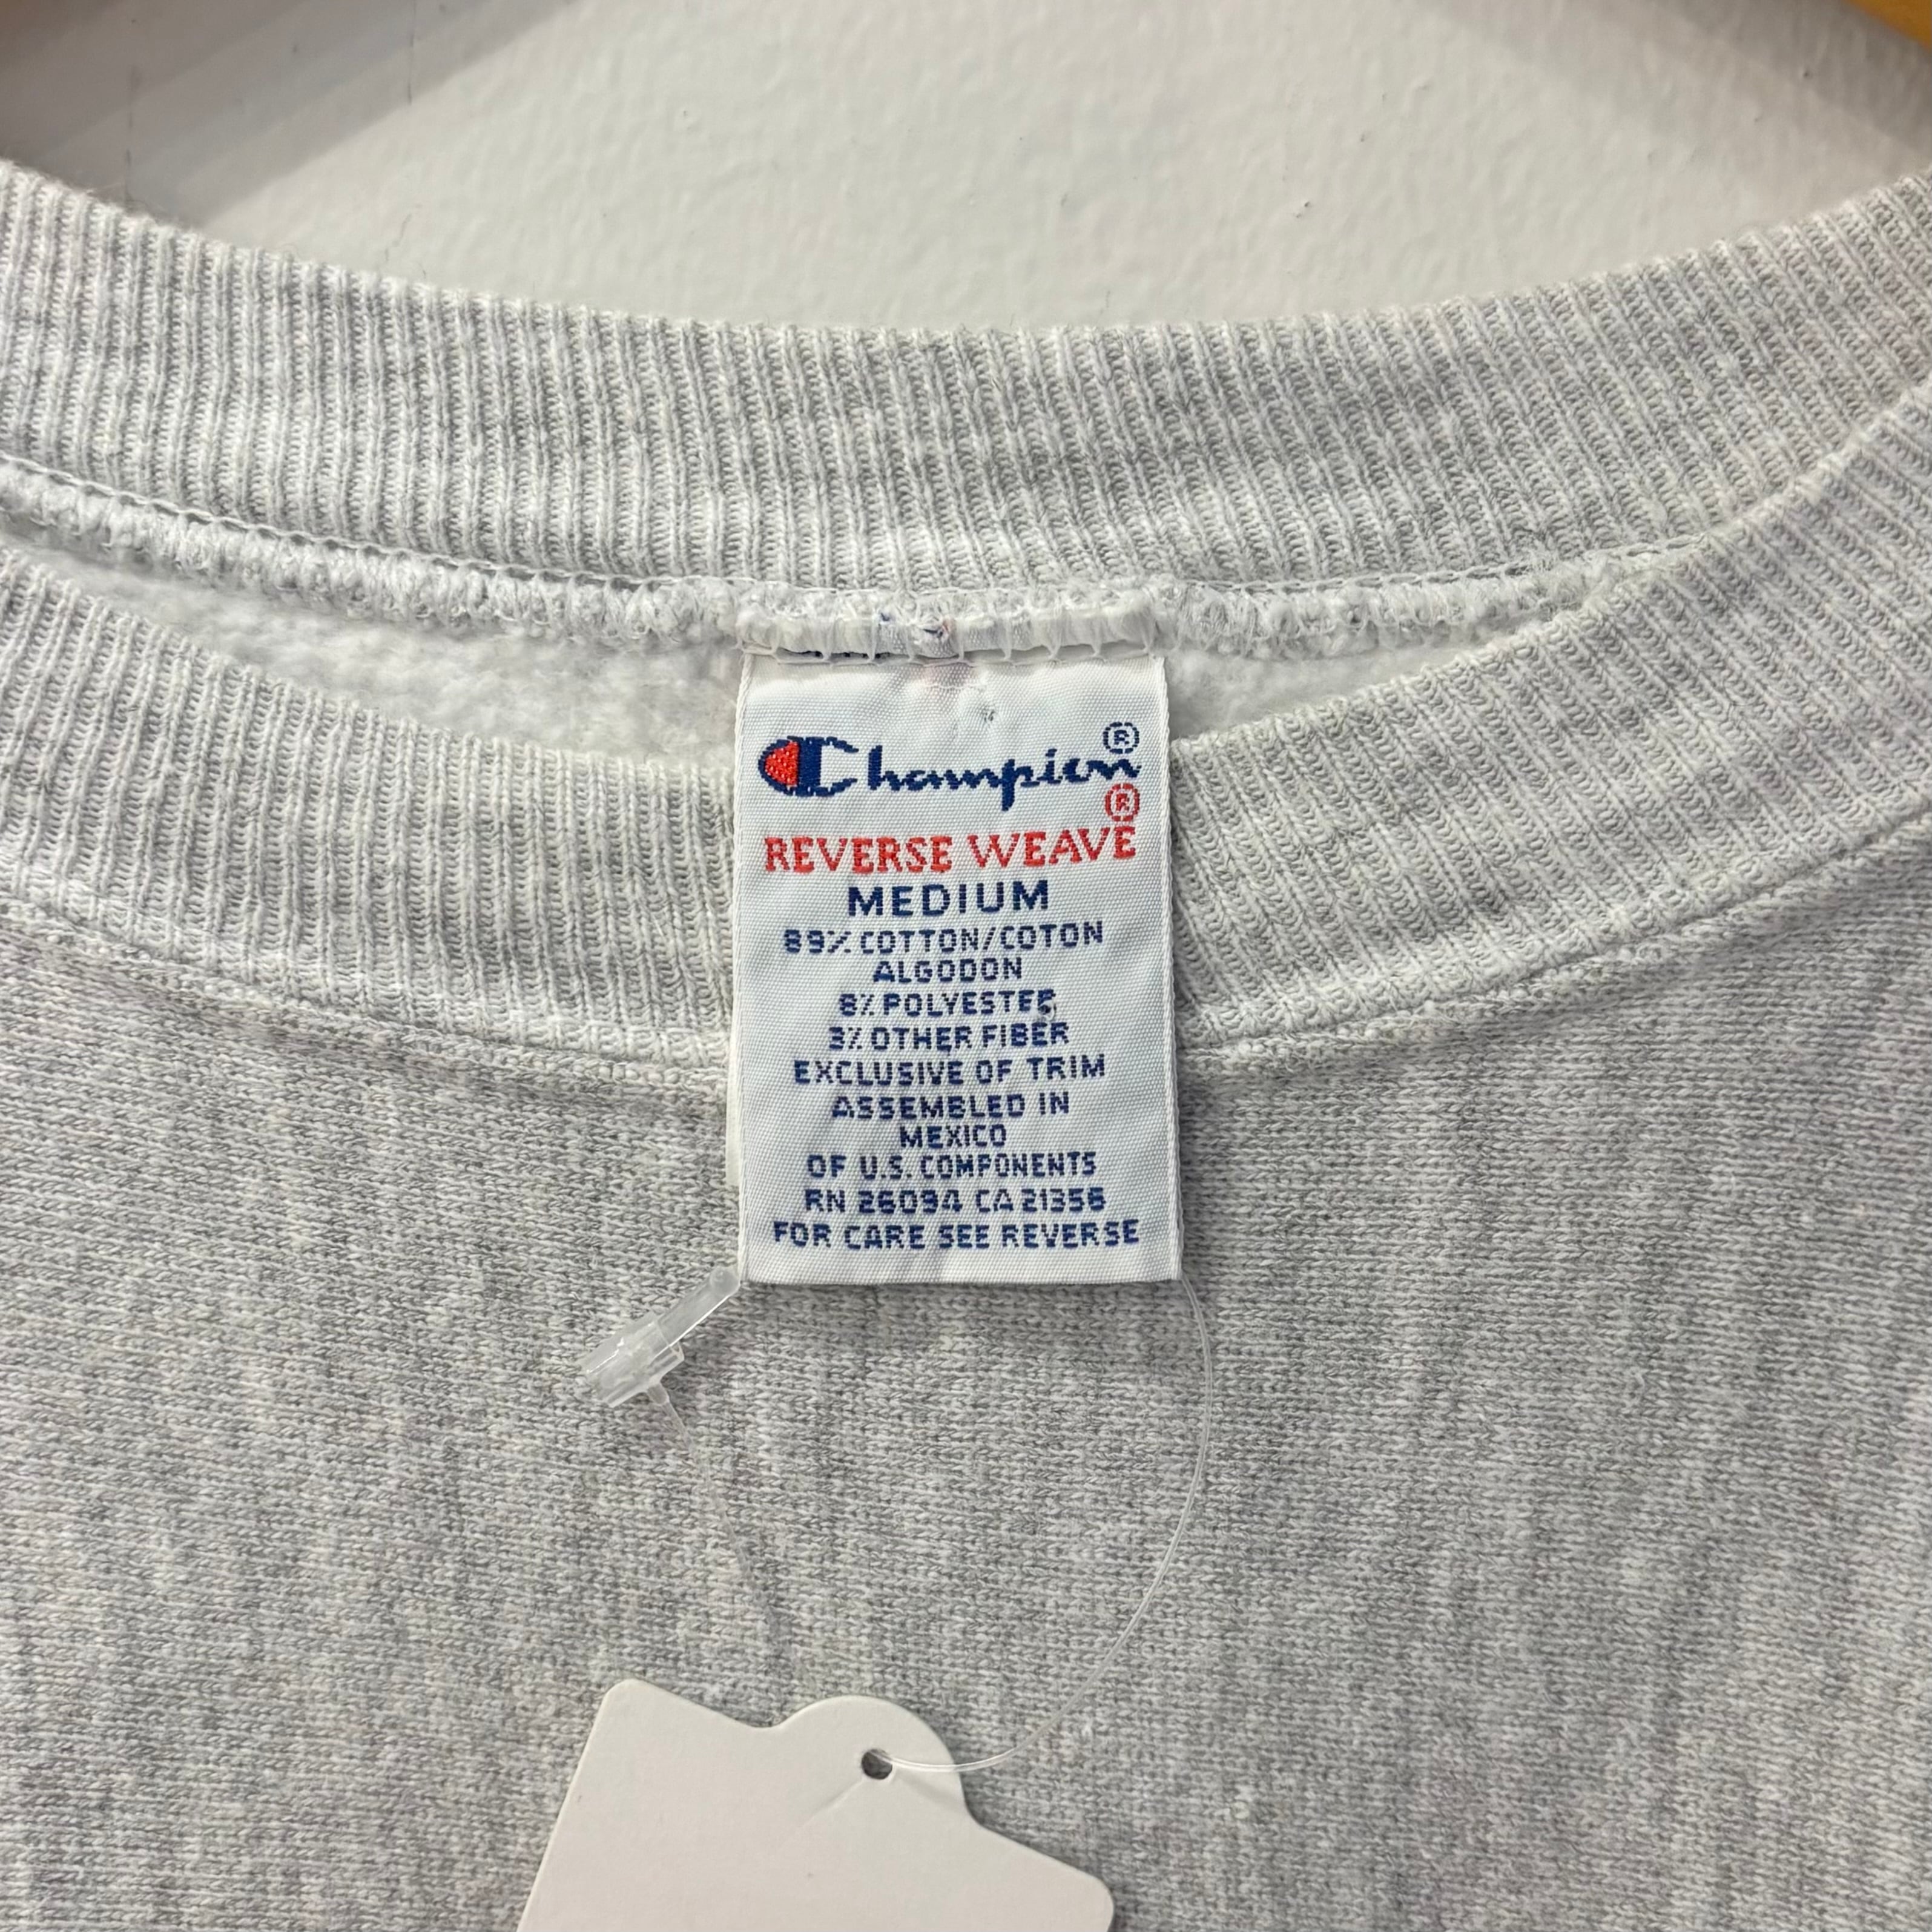 Champion®
REVERSE WEAVE®
MEDIUM
89% COTTON/COTON
ALGODON
8% POLYESTER
3% OTHER FIBER
EXCLUSIVE OF TRIM
ASSEMBLED IN
MEXICO
OF U.S. COMPONENTS
RN 26094 CA 21356
FOR CARE SEE REVERSE